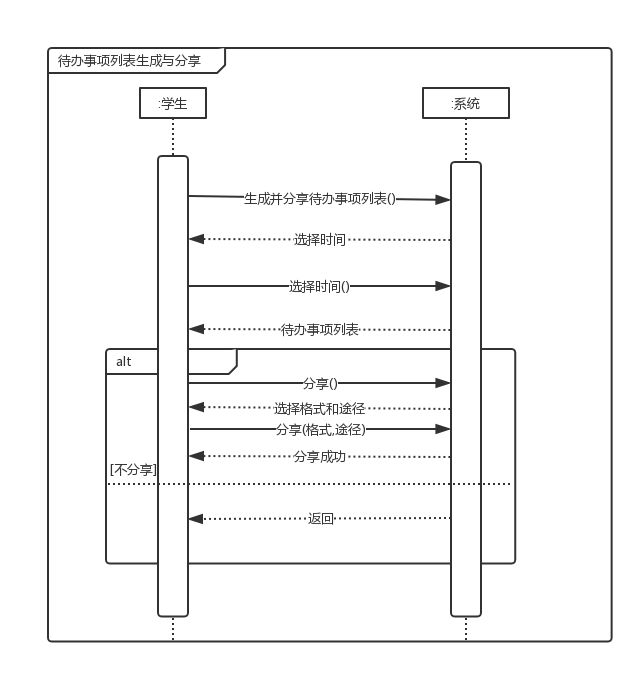 待办事项列表生成与分享
:学生
:系统
生成并分享待办事项列表()
选择时间
选择时间()
待办事项列表
alt
分享()
选择格式和途径
分享(格式,途径)
分享成功
[不分享]
返回